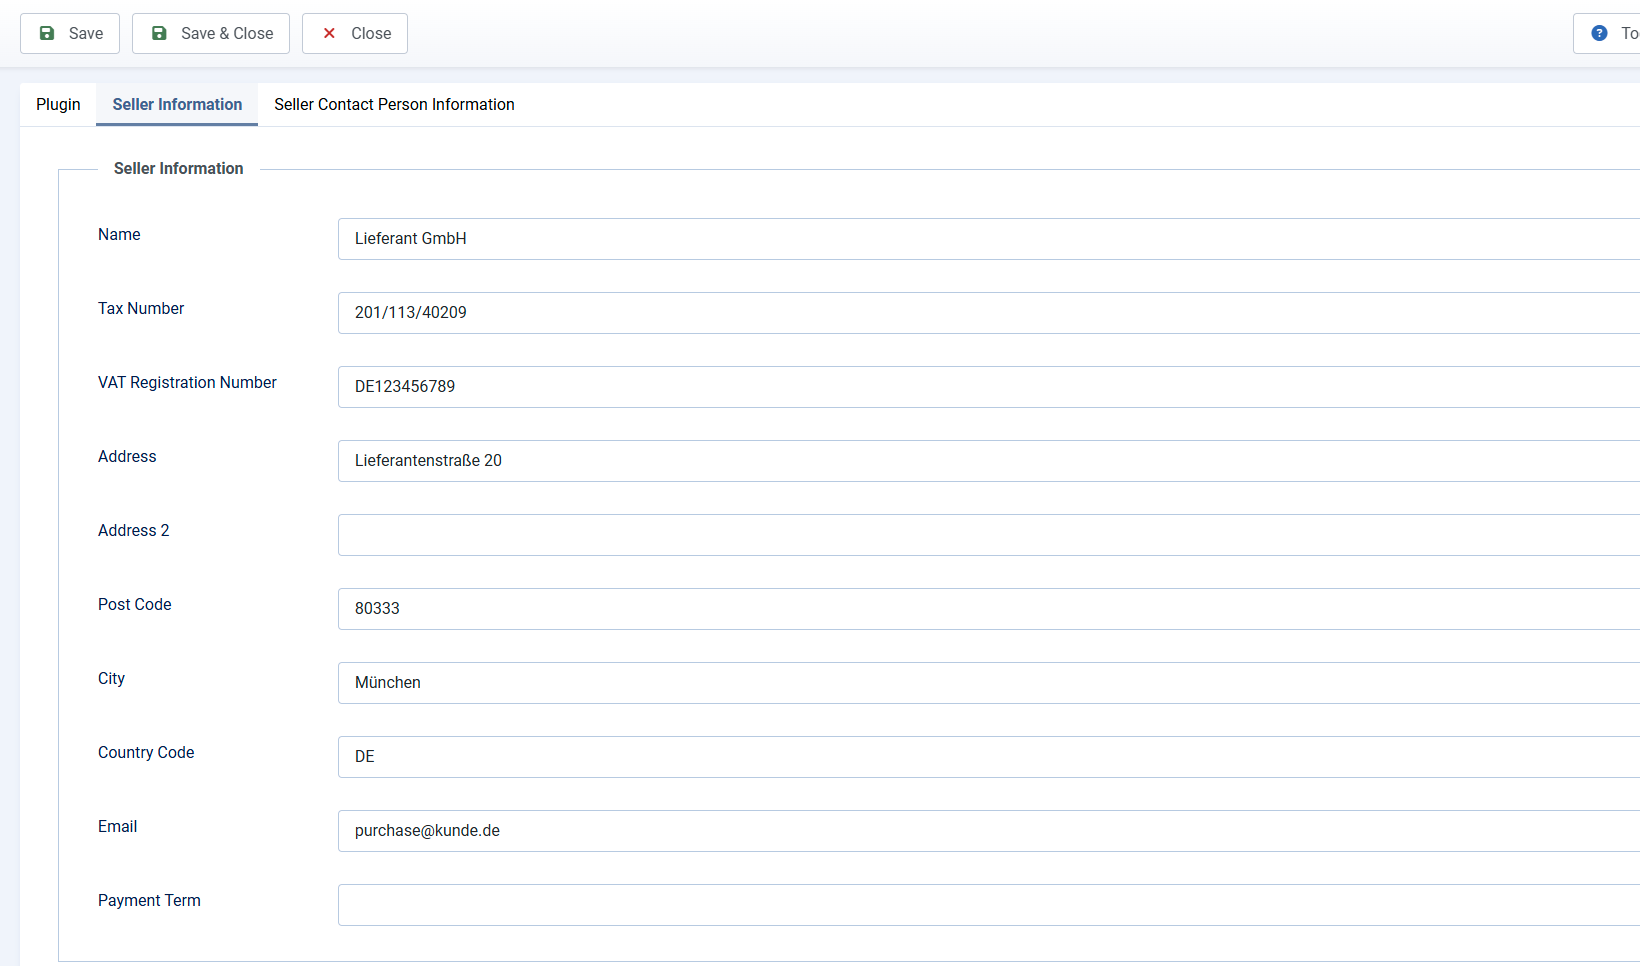 Save Save & Close Close
Plugin Seller Information Seller Contact Person Information
Seller Information
Name Lieferant GmbH
Tax Number 201/113/40209
VAT Registration Number DE123456789
Address Lieferantenstraße 20
Address 2
Post Code 80333
City München
Country Code DE
Email purchase@kunde.de
Payment Term